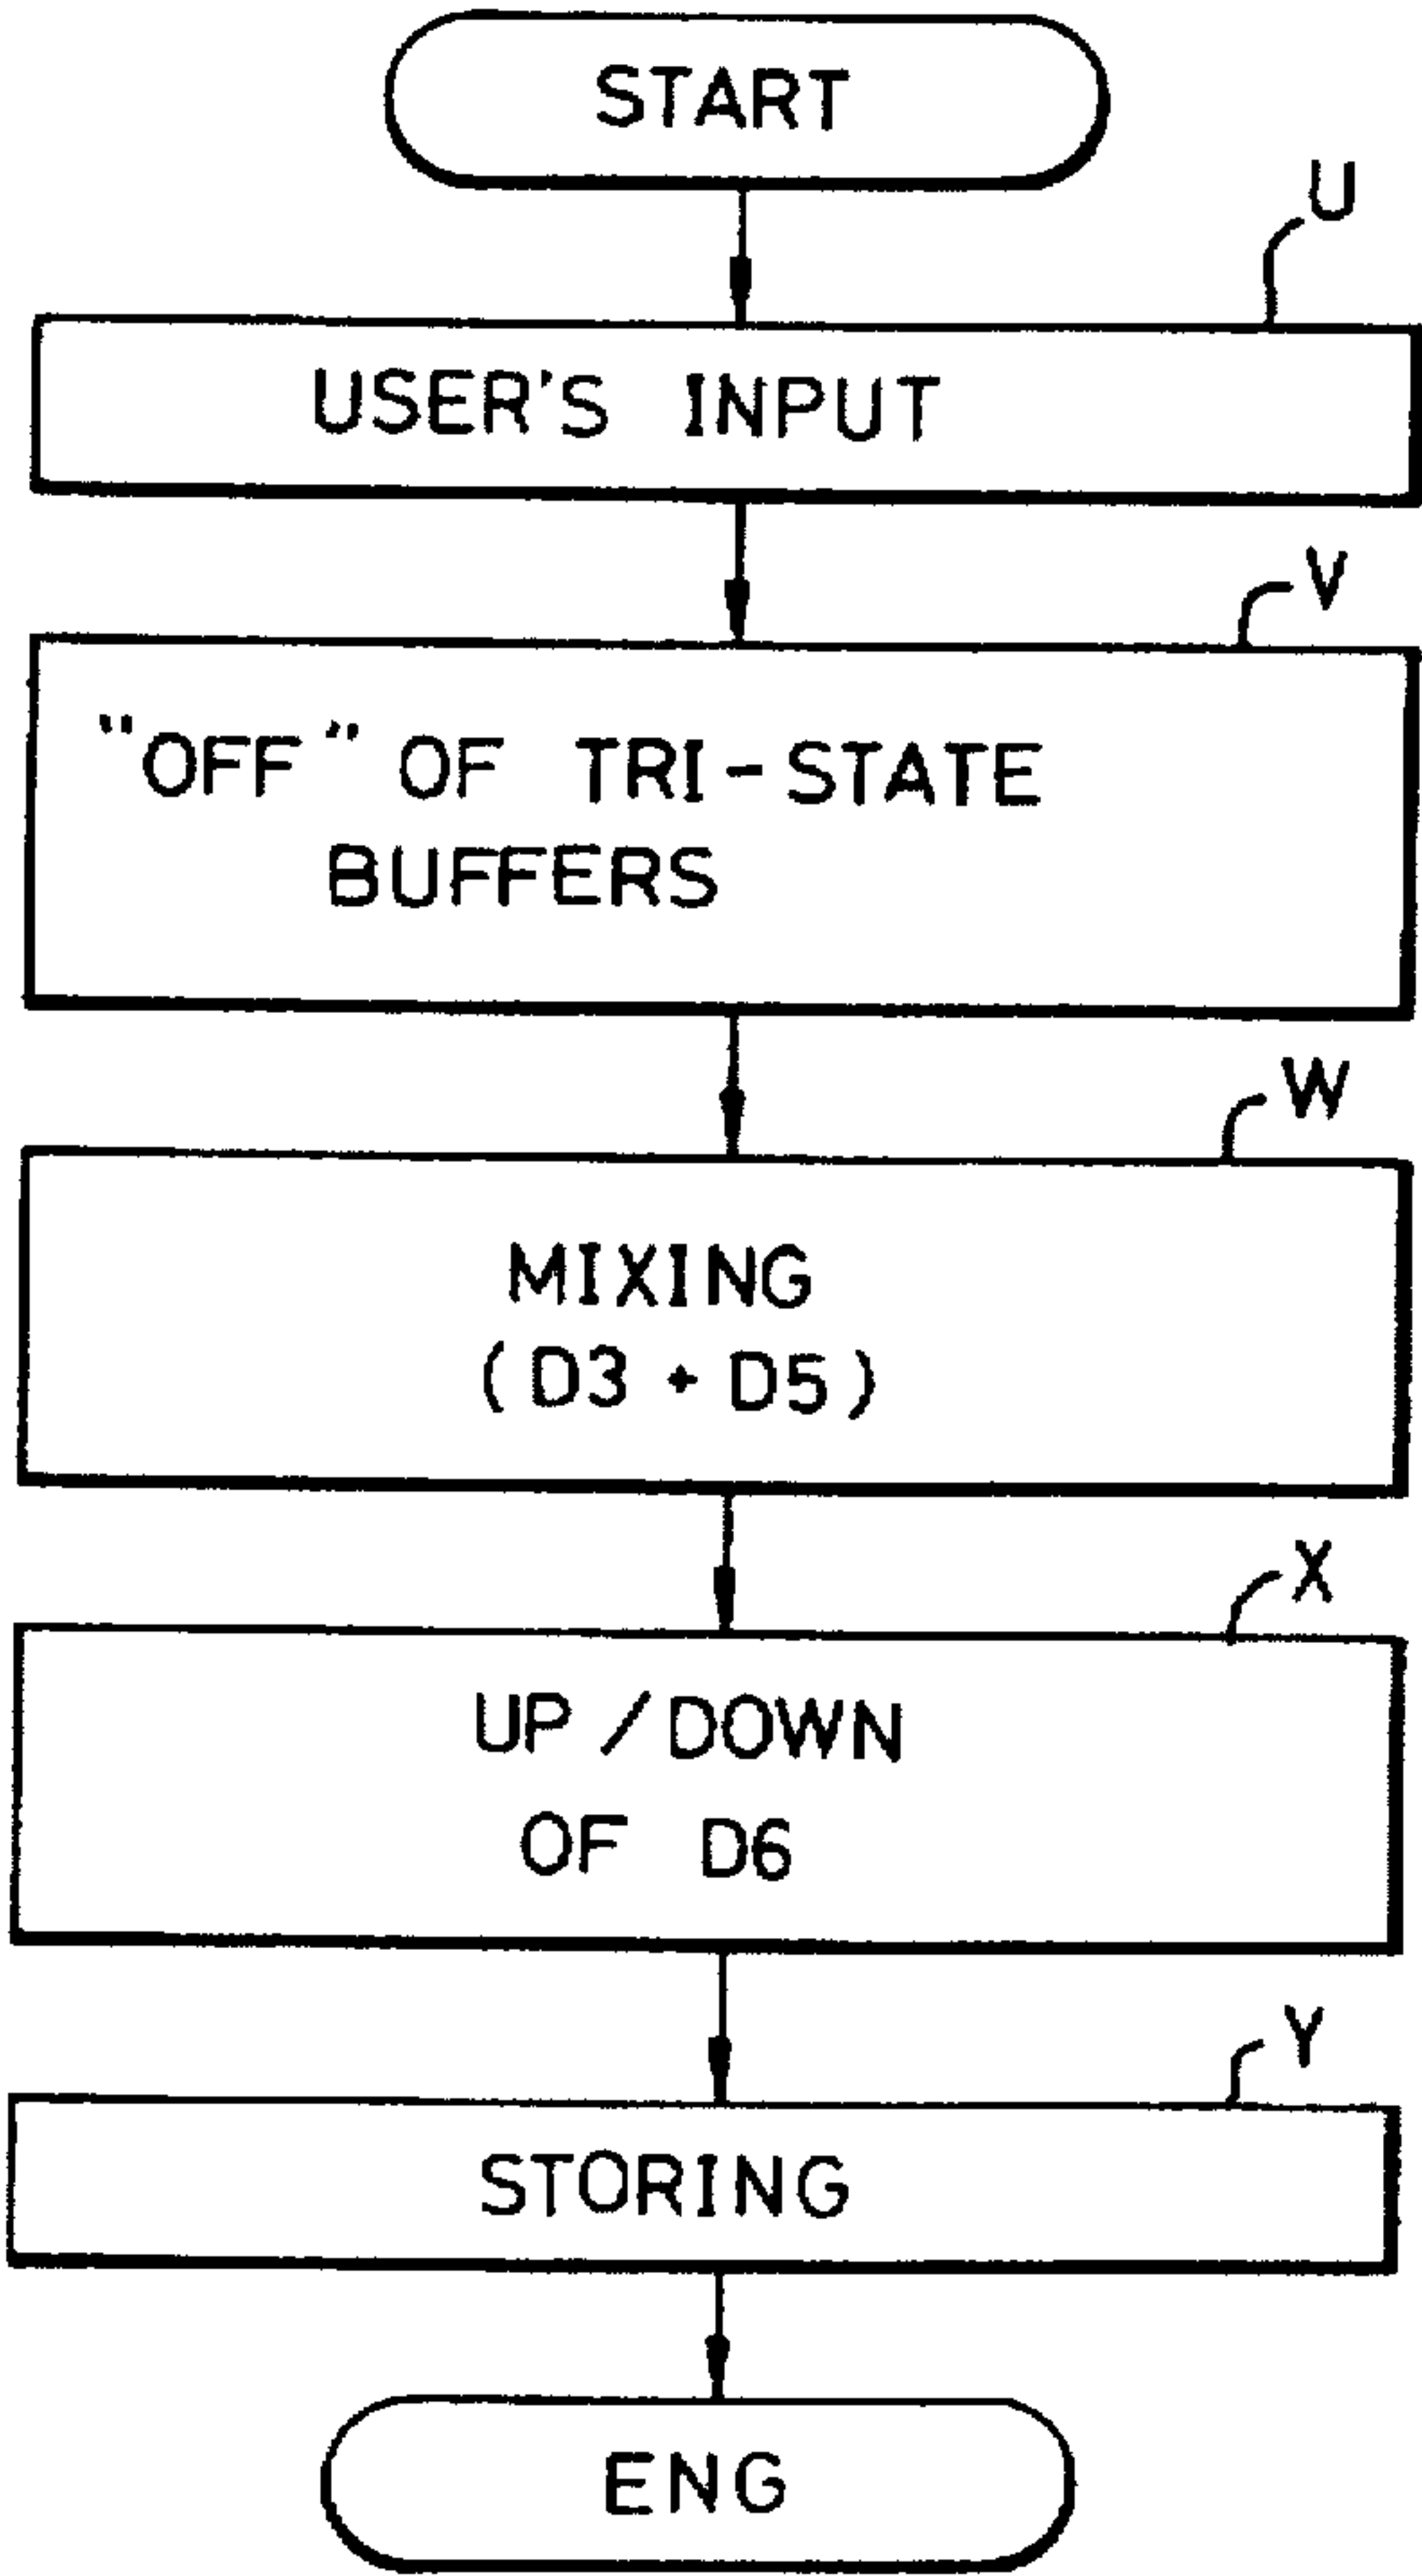 START
U
USER'S INPUT
V
"OFF" OF TRI-STATE
BUFFERS
W
MIXING
(D3 + D5)
X
UP/DOWN
OF D6
Y
STORING
ENG